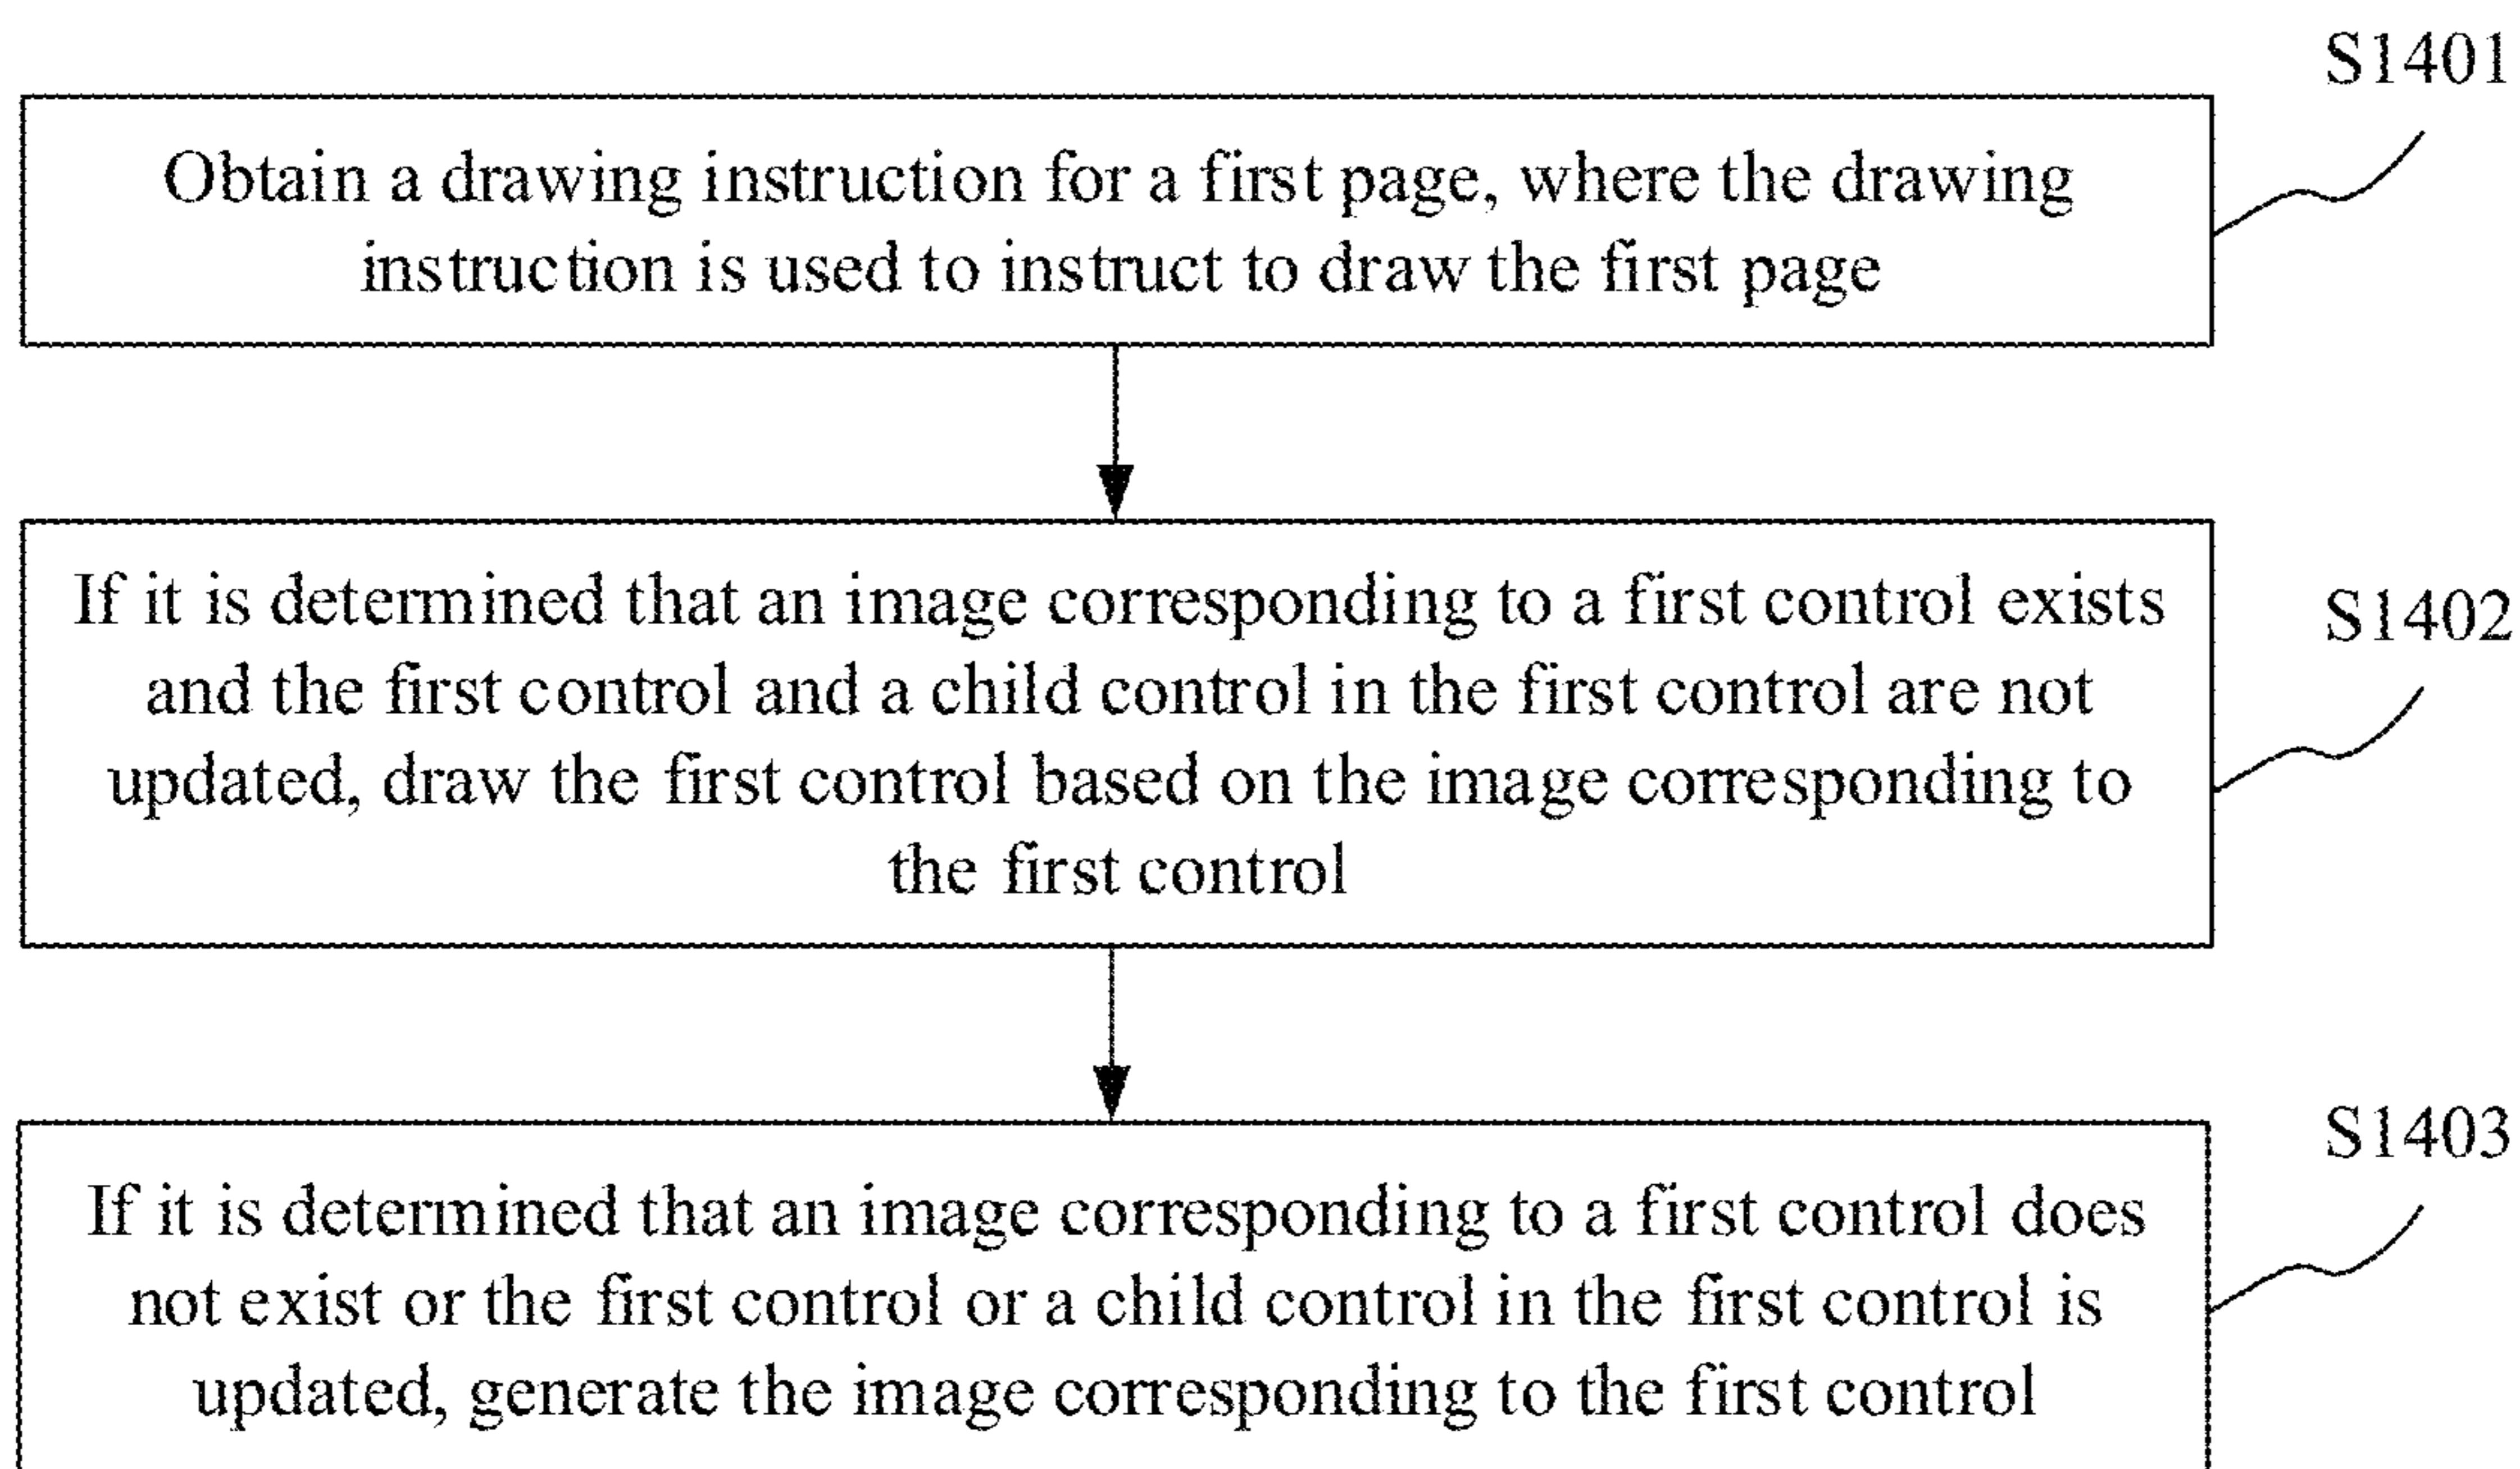 S1401
Obtain a drawing instruction for a first page, where the drawing
instruction is used to instruct to draw the first page
If it is determined that an image corresponding to a first control exists
and the first control and a child control in the first control are not
updated, draw the first control based on the image corresponding to
the first control
S1402
If it is determined that an image corresponding to a first control does
not exist or the first control or a child control in the first control is
updated, generate the image corresponding to the first control
S1403